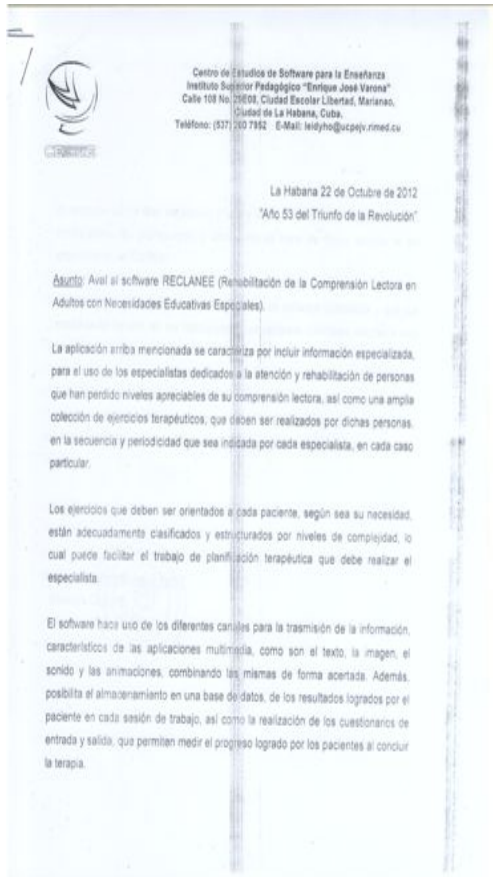 Centro de Estudios de Software para la Enseñanza
Instituto Superior Pedagógico "Enrique José Varona"
Calle 108 No. 29E08, Ciudad Escolar Libertad, Marianao,
Ciudad de La Habana, Cuba.
Teléfono: (537) 260 7952 E-Mail: leidyho@ucpejv.rimed.cu
La Habana 22 de Octubre de 2012
"Año 53 del Triunfo de la Revolución"
Asunto: Aval al software RECLANEE (Rehabilitación de la Comprensión Lectora en
Adultos con Necesidades Educativas Especiales).
La aplicación arriba mencionada se caracteriza por incluir información especializada,
para el uso de los especialistas dedicados a la atención y rehabilitación de personas
que han perdido niveles apreciables de su comprensión lectora, así como una amplia
colección de ejercicios terapéuticos, que deben ser realizados por dichas personas,
en la secuencia y periodicidad que sea indicada por cada especialista, en cada caso
particular.
Los ejercicios que deben ser orientados a cada paciente, según sea su necesidad,
están adecuadamente clasificados y estructurados por niveles de complejidad, lo
cual puede facilitar el trabajo de planificación terapéutica que debe realizar el
especialista.
El software hace uso de los diferentes canales para la trasmisión de la información,
característicos de las aplicaciones multimedia, como son el texto, la imagen, el
sonido y las animaciones, combinando las mismas de forma acertada. Además,
posibilita el almacenamiento en una base de datos, de los resultados logrados por el
paciente en cada sesión de trabajo, así como la realización de los cuestionarios de
entrada y salida, que permiten medir el progreso logrado por los pacientes al concluir
la terapia.